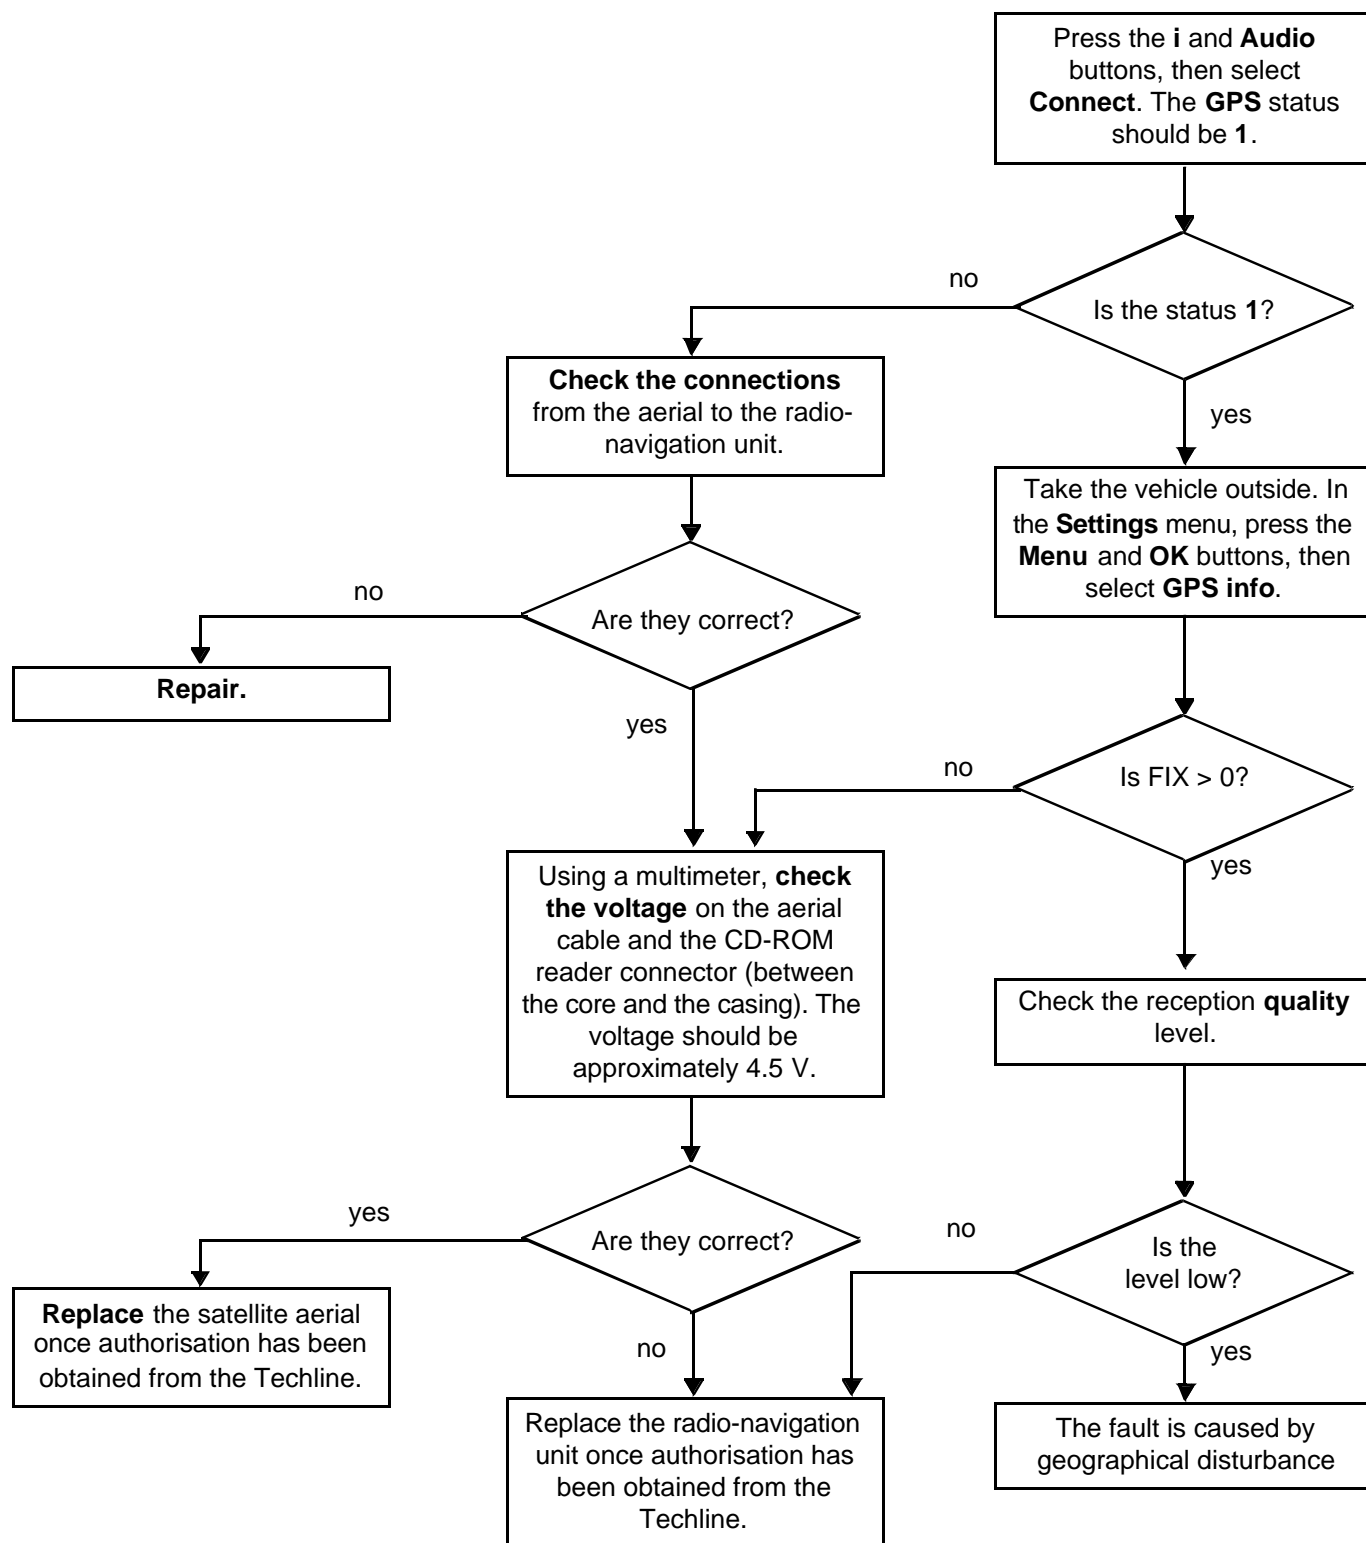 Press the i and Audio
buttons, then select
Connect. The GPS status
should be 1.
no
Is the status 1?
yes
Check the connections
from the aerial to the radio-
navigation unit.
Take the vehicle outside. In
the Settings menu, press the
Menu and OK buttons, then
select GPS info.
no
Are they correct?
Repair.
yes
no
Is FIX > 0?
yes
Using a multimeter, check
the voltage on the aerial
cable and the CD-ROM
reader connector (between
the core and the casing). The
voltage should be
approximately 4.5 V.
Check the reception quality
level.
yes
Are they correct?
no
Is the
level low?
Replace the satellite aerial
once authorisation has been
obtained from the Techline.
no
yes
Replace the radio-navigation
unit once authorisation has
been obtained from the
Techline.
The fault is caused by
geographical disturbance